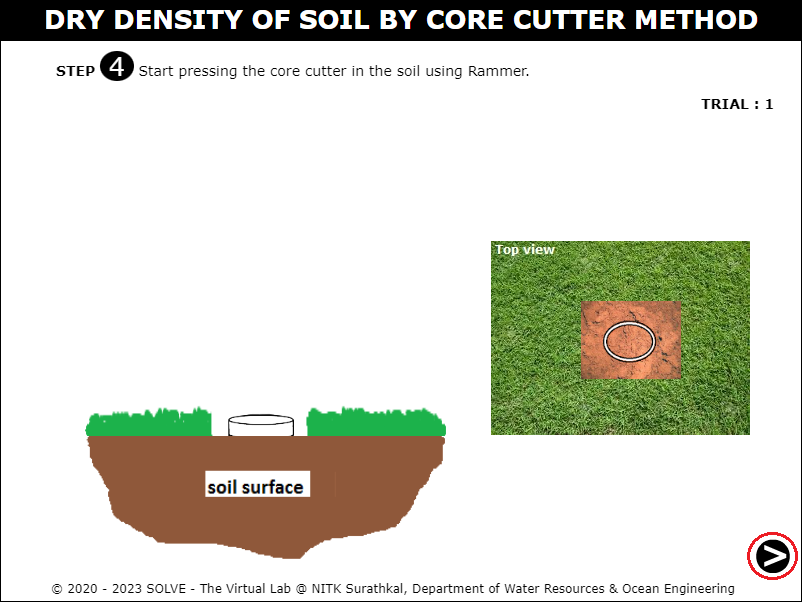 DRY DENSITY OF SOIL BY CORE CUTTER METHOD
STEP 4 Start pressing the core cutter in the soil using Rammer.
TRIAL : 1
Top view
soil surface
© 2020 - 2023 SOLVE - The Virtual Lab @ NITK Surathkal, Department of Water Resources & Ocean Engineering